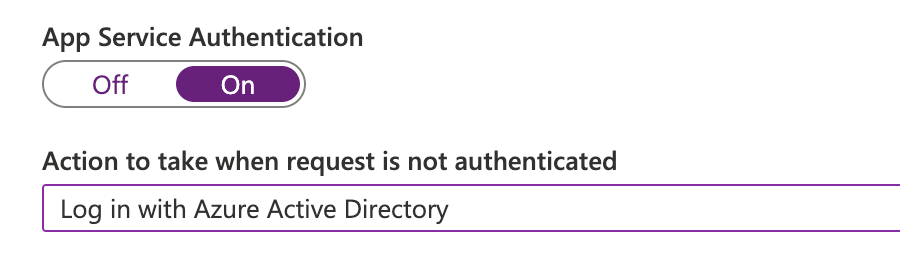 App Service Authentication
Off On
Action to take when request is not authenticated
Log in with Azure Active Directory